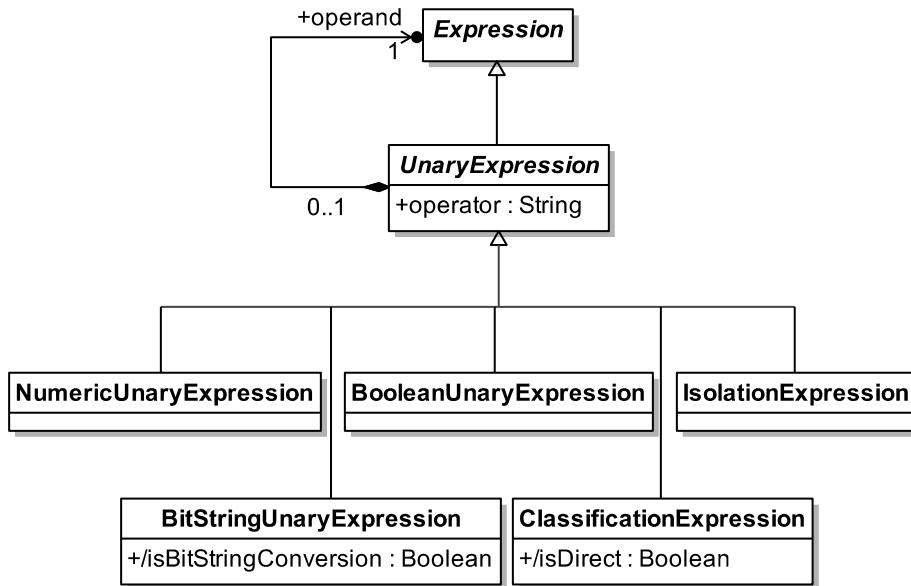 +operand
Expression
1
UnaryExpression
+operator : String
0..1
NumericUnaryExpression
BooleanUnaryExpression
IsolationExpression
BitStringUnaryExpression
ClassificationExpression
+/isBitStringConversion : Boolean
+/isDirect : Boolean